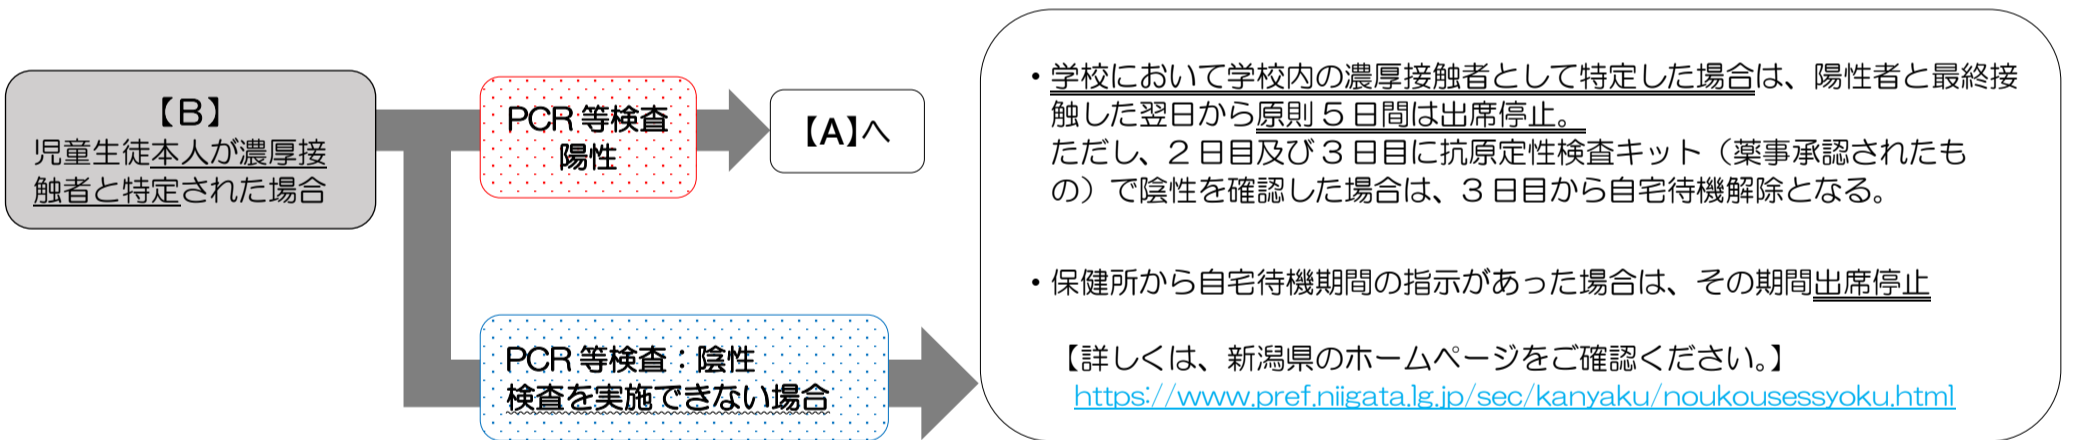 【B】
児童生徒本人が濃厚接
触者と特定された場合
PCR 等検査
陽性
【A】へ
PCR 等検査：陰性
検査を実施できない場合
・学校において学校内の濃厚接触者として特定した場合は、陽性者と最終接
触した翌日から原則 5 日間は出席停止。
ただし、2 日目及び 3 日目に抗原定性検査キット（薬事承認されたも
の）で陰性を確認した場合は、3 日目から自宅待機解除となる。
・保健所から自宅待機期間の指示があった場合は、その期間出席停止
【詳しくは、新潟県のホームページをご確認ください。】
https://www.pref.niigata.lg.jp/sec/kanyaku/noukousessyoku.html